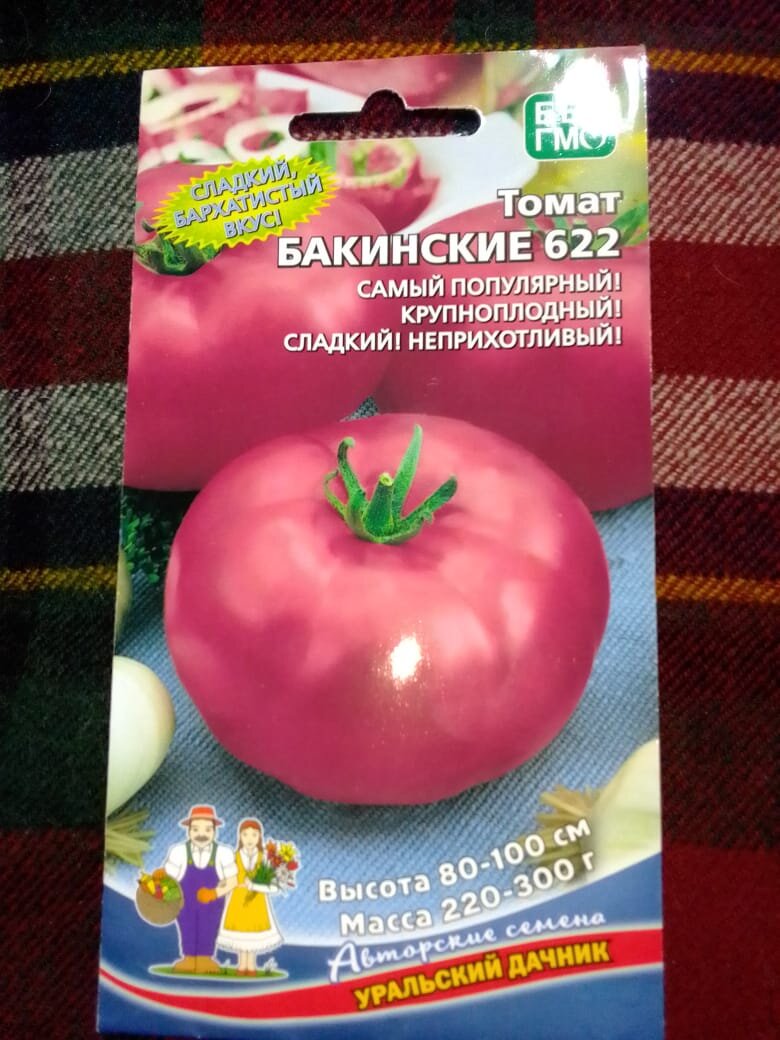 БЕЗ
ГМО
СЛАДКИЙ,
БАРХАТИСТЫЙ
ВКУС!
Томат
БАКИНСКИЕ 622
САМЫЙ ПОПУЛЯРНЫЙ!
КРУПНОПЛОДНЫЙ!
СЛАДКИЙ! НЕПРИХОТЛИВЫЙ!
Высота 80-100 см
Масса 220-300 г
Авторские семена
УРАЛЬСКИЙ ДАЧНИК